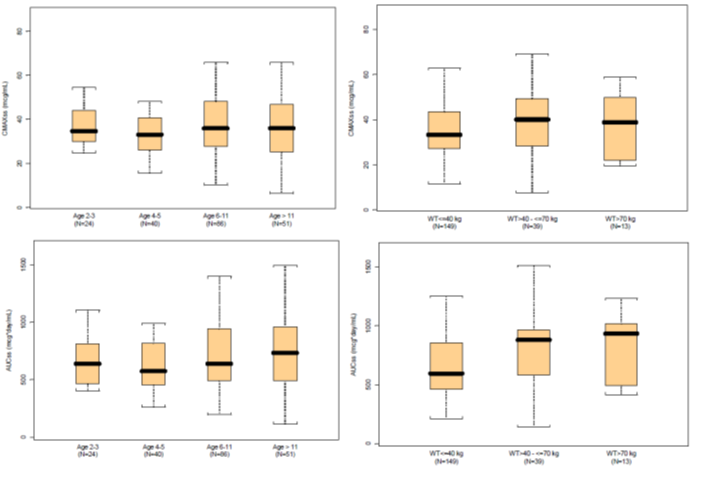 CMAXss (mcg/mL)
0 20 40 60 80
Age 2-3 Age 4-5 Age 6-11 Age > 11
(N=24) (N=40) (N=86) (N=51)
CMAXss (mcg/mL)
0 20 40 60 80
WT<=40 kg WT>40 - <=70 kg WT>70 kg
(N=149) (N=39) (N=13)
AUCss (mcg*day/mL)
0 500 1000 1500
Age 2-3 Age 4-5 Age 6-11 Age > 11
(N=24) (N=40) (N=86) (N=51)
AUCss (mcg*day/mL)
0 500 1000 1500
WT<=40 kg WT>40 - <=70 kg WT>70 kg
(N=149) (N=39) (N=13)